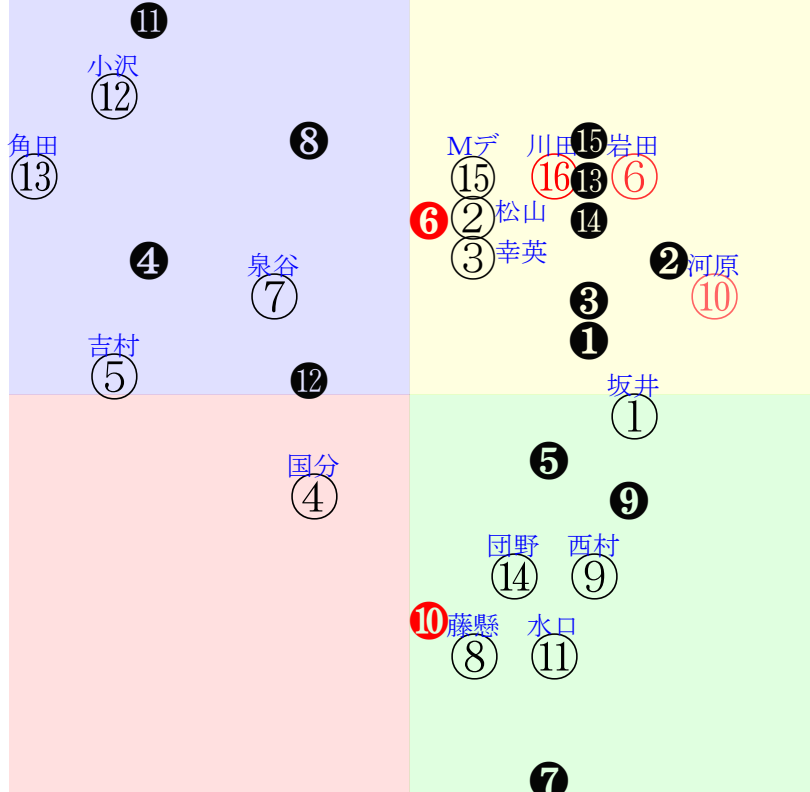 ⓫
小沢
⑫
❽ ⓯
角田 Mデ 川田 岩田
⑬ ⑮ ⑯ ⓭ ⑥
❻ ② 松山 ⓮
③ 幸英
❹ 泉谷 ❷ 河原
⑦ ❸ ⑩
吉村 ❶
⑤ ⓬ 坂井
①
国分 ❺
④ ❾
団野 西村
⑭ ⑨
❿ 藤懸 水口
⑧ ⑪
❼